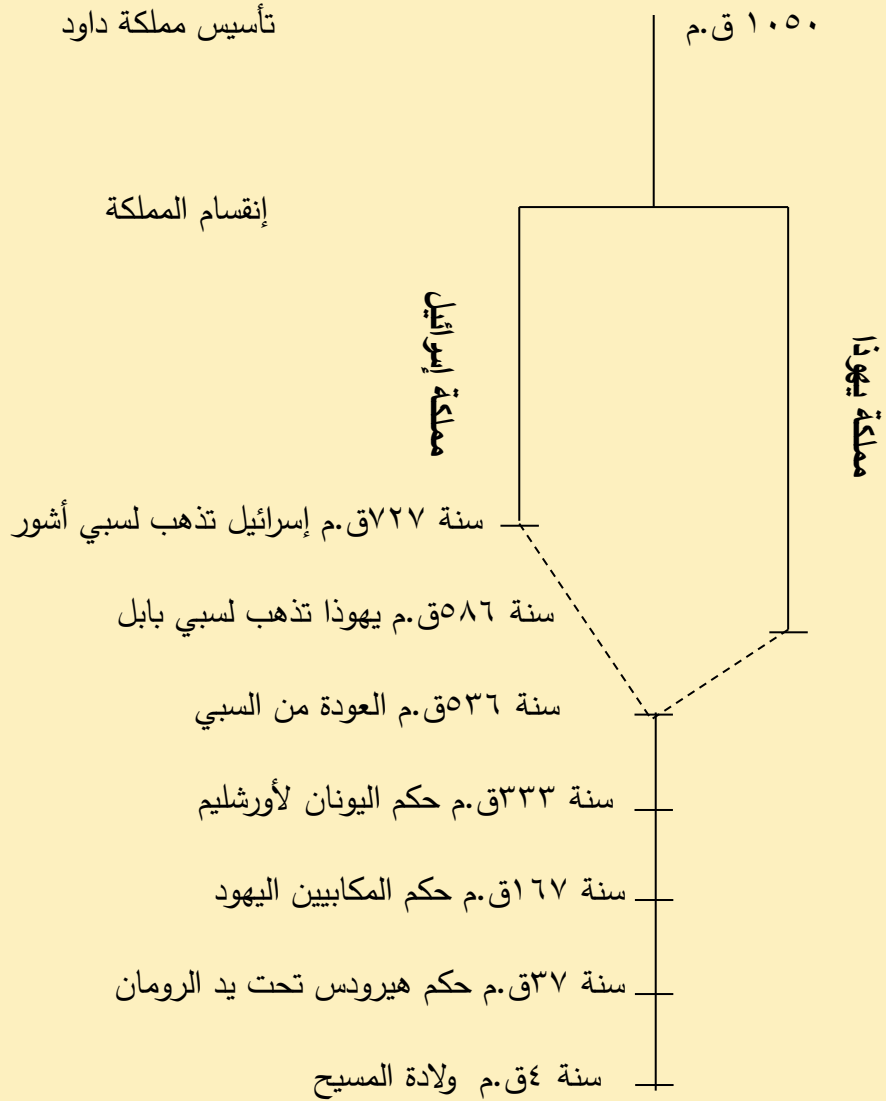 ١٠٥٠ ق.م
تأسيس مملكة داود
إنقسام المملكة
مملكة يهوذا
مملكة إسرائيل
سنة ٧٢٧ق.م إسرائيل تذهب لسبي أشور
سنة ٥٨٦ق.م يهوذا تذهب لسبي بابل
سنة ٥٣٦ق.م العودة من السبي
سنة ٣٣٣ق.م حكم اليونان لأورشليم
سنة ١٦٧ق.م حكم المكابيين اليهود
سنة ٣٧ق.م حكم هيرودس تحت يد الرومان
سنة ٤ق.م ولادة المسيح